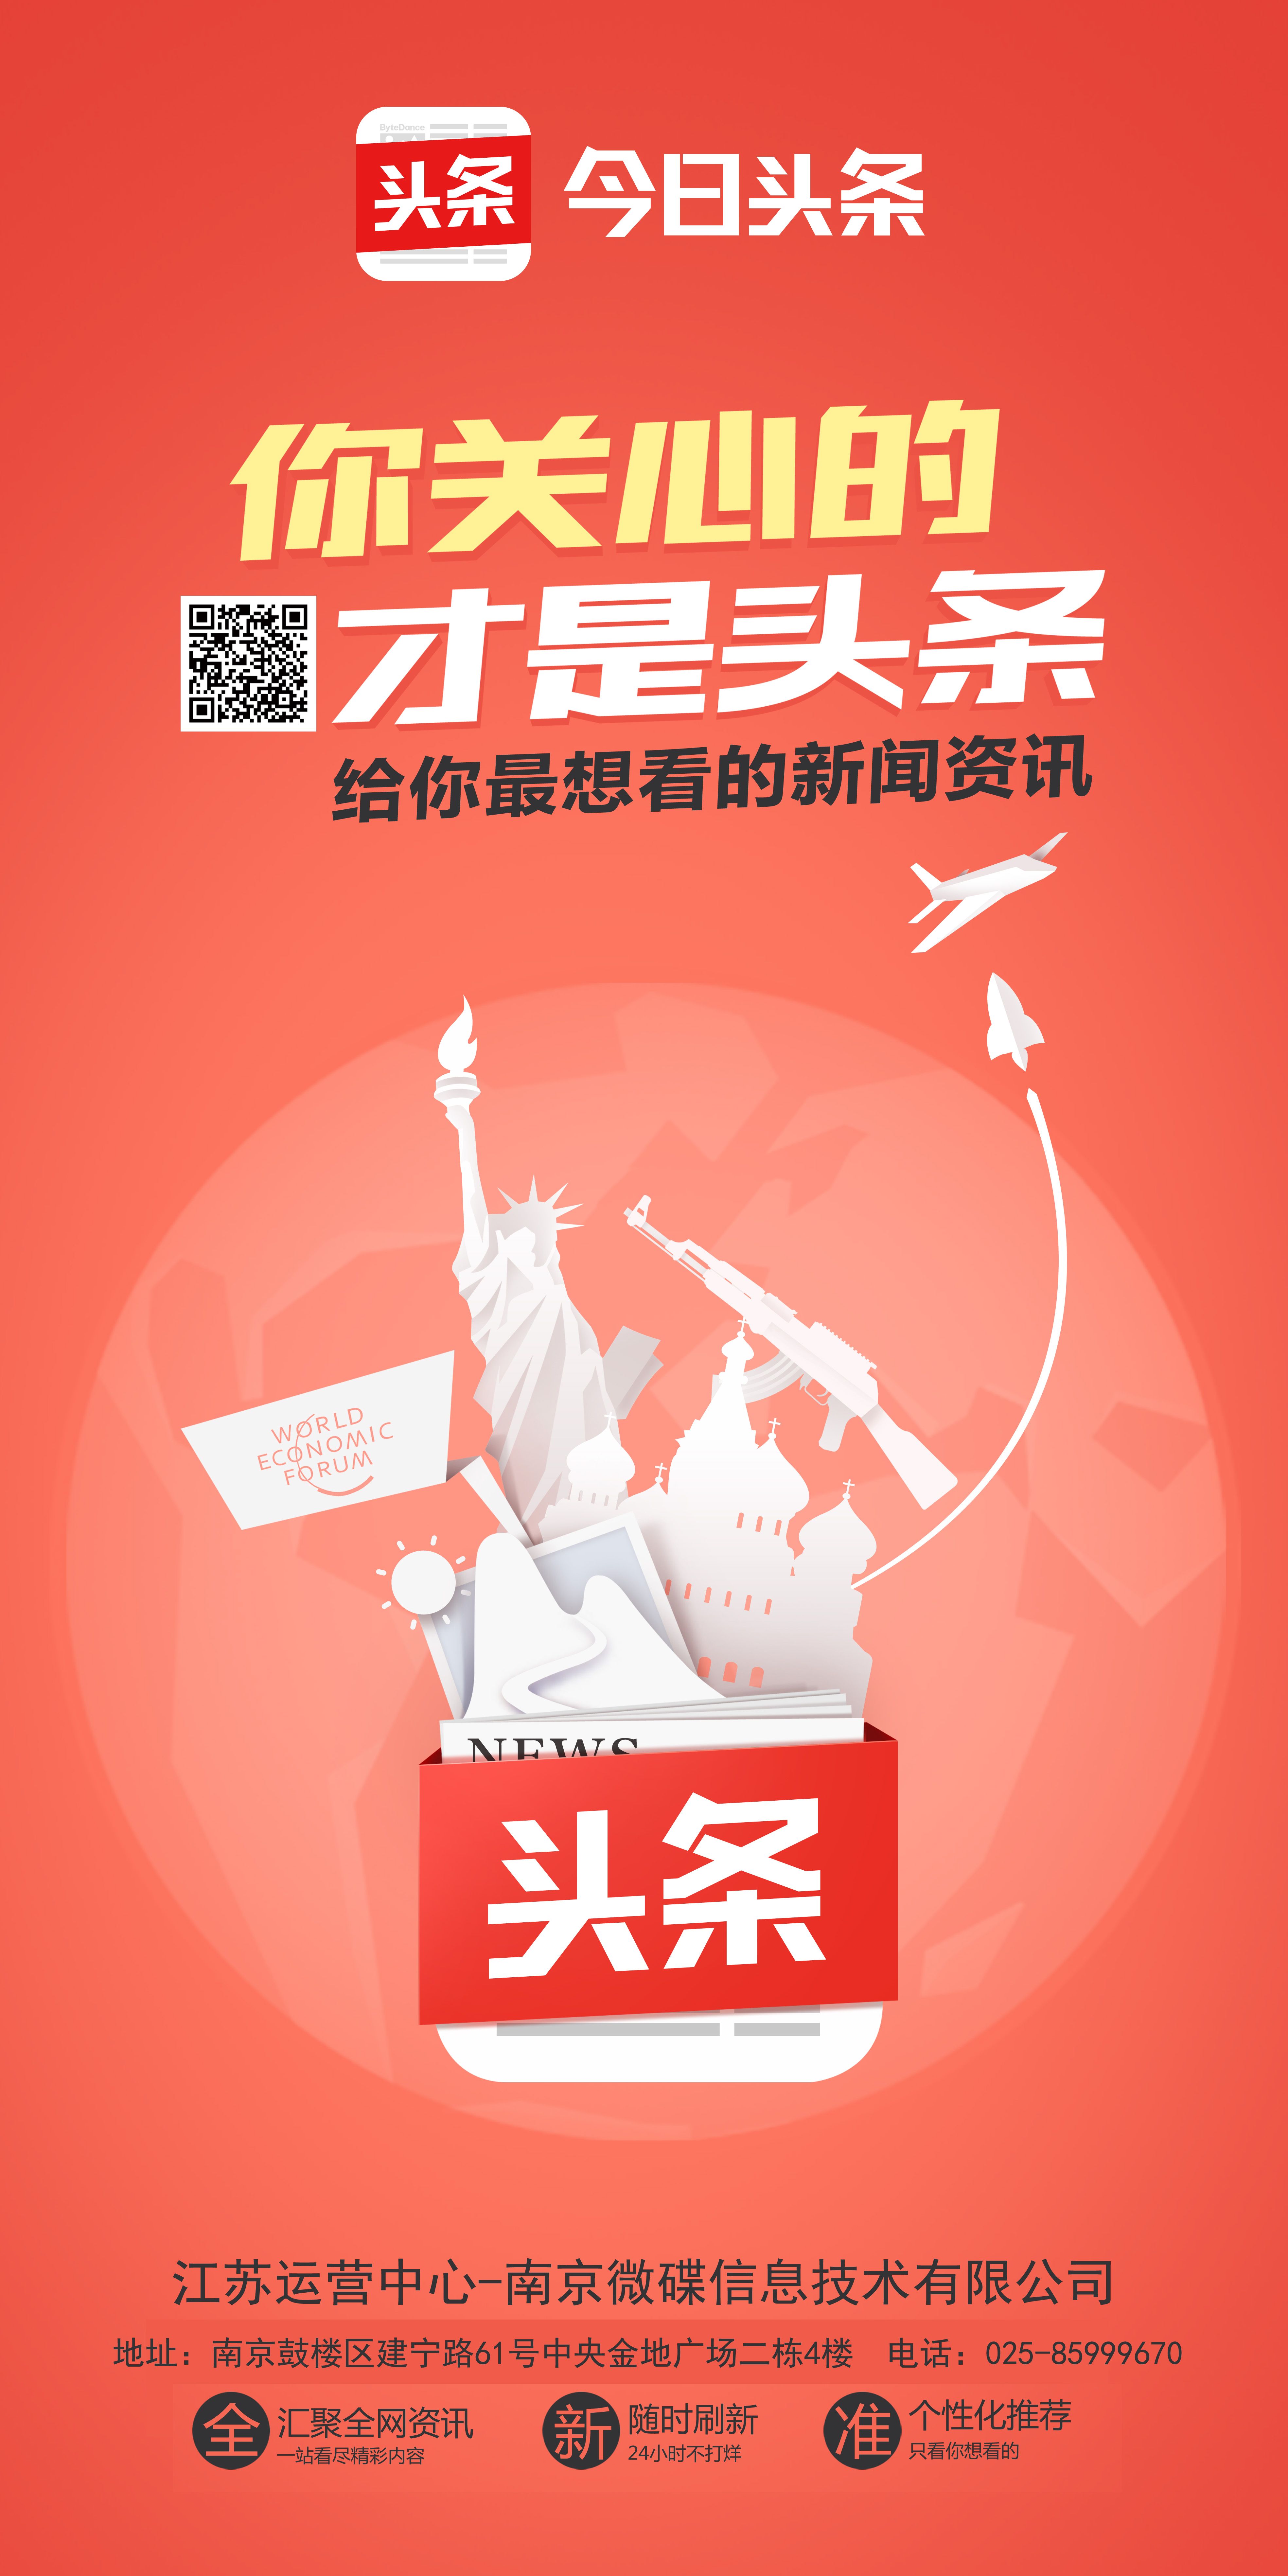 ByteDance
头条
今日头条
你关心的
才是头条
给你最想看的新闻资讯
WORLD
ECONOMIC
FORUM
NEWS
头条
江苏运营中心-南京微碟信息技术有限公司
地址：南京鼓楼区建宁路61号中央金地广场二栋4楼 电话：025-85999670
全 汇聚全网资讯
一站看尽精彩内容
新 随时刷新
24小时不打烊
准 个性化推荐
只看你想看的